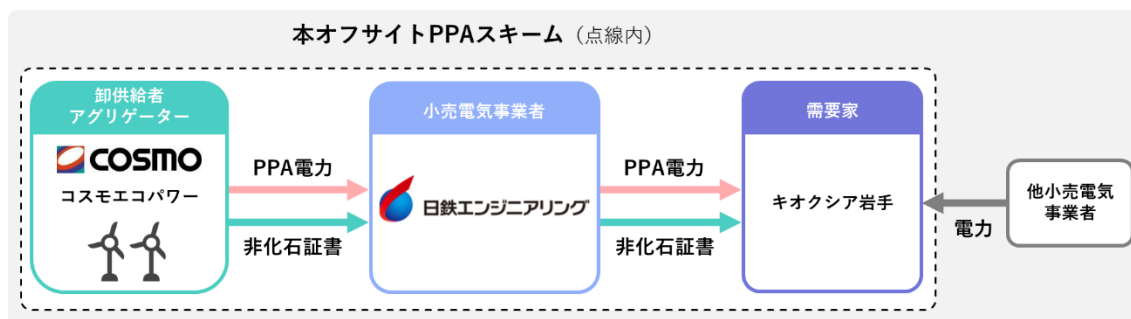 本オフサイトPPAスキーム（点線内）
卸供給者
アグリゲーター
COSMO
コスモエコパワー
PPA電力
非化石証書
小売電気事業者
日鉄エンジニアリング
PPA電力
非化石証書
需要家
キオクシア岩手
電力
他小売電気
事業者